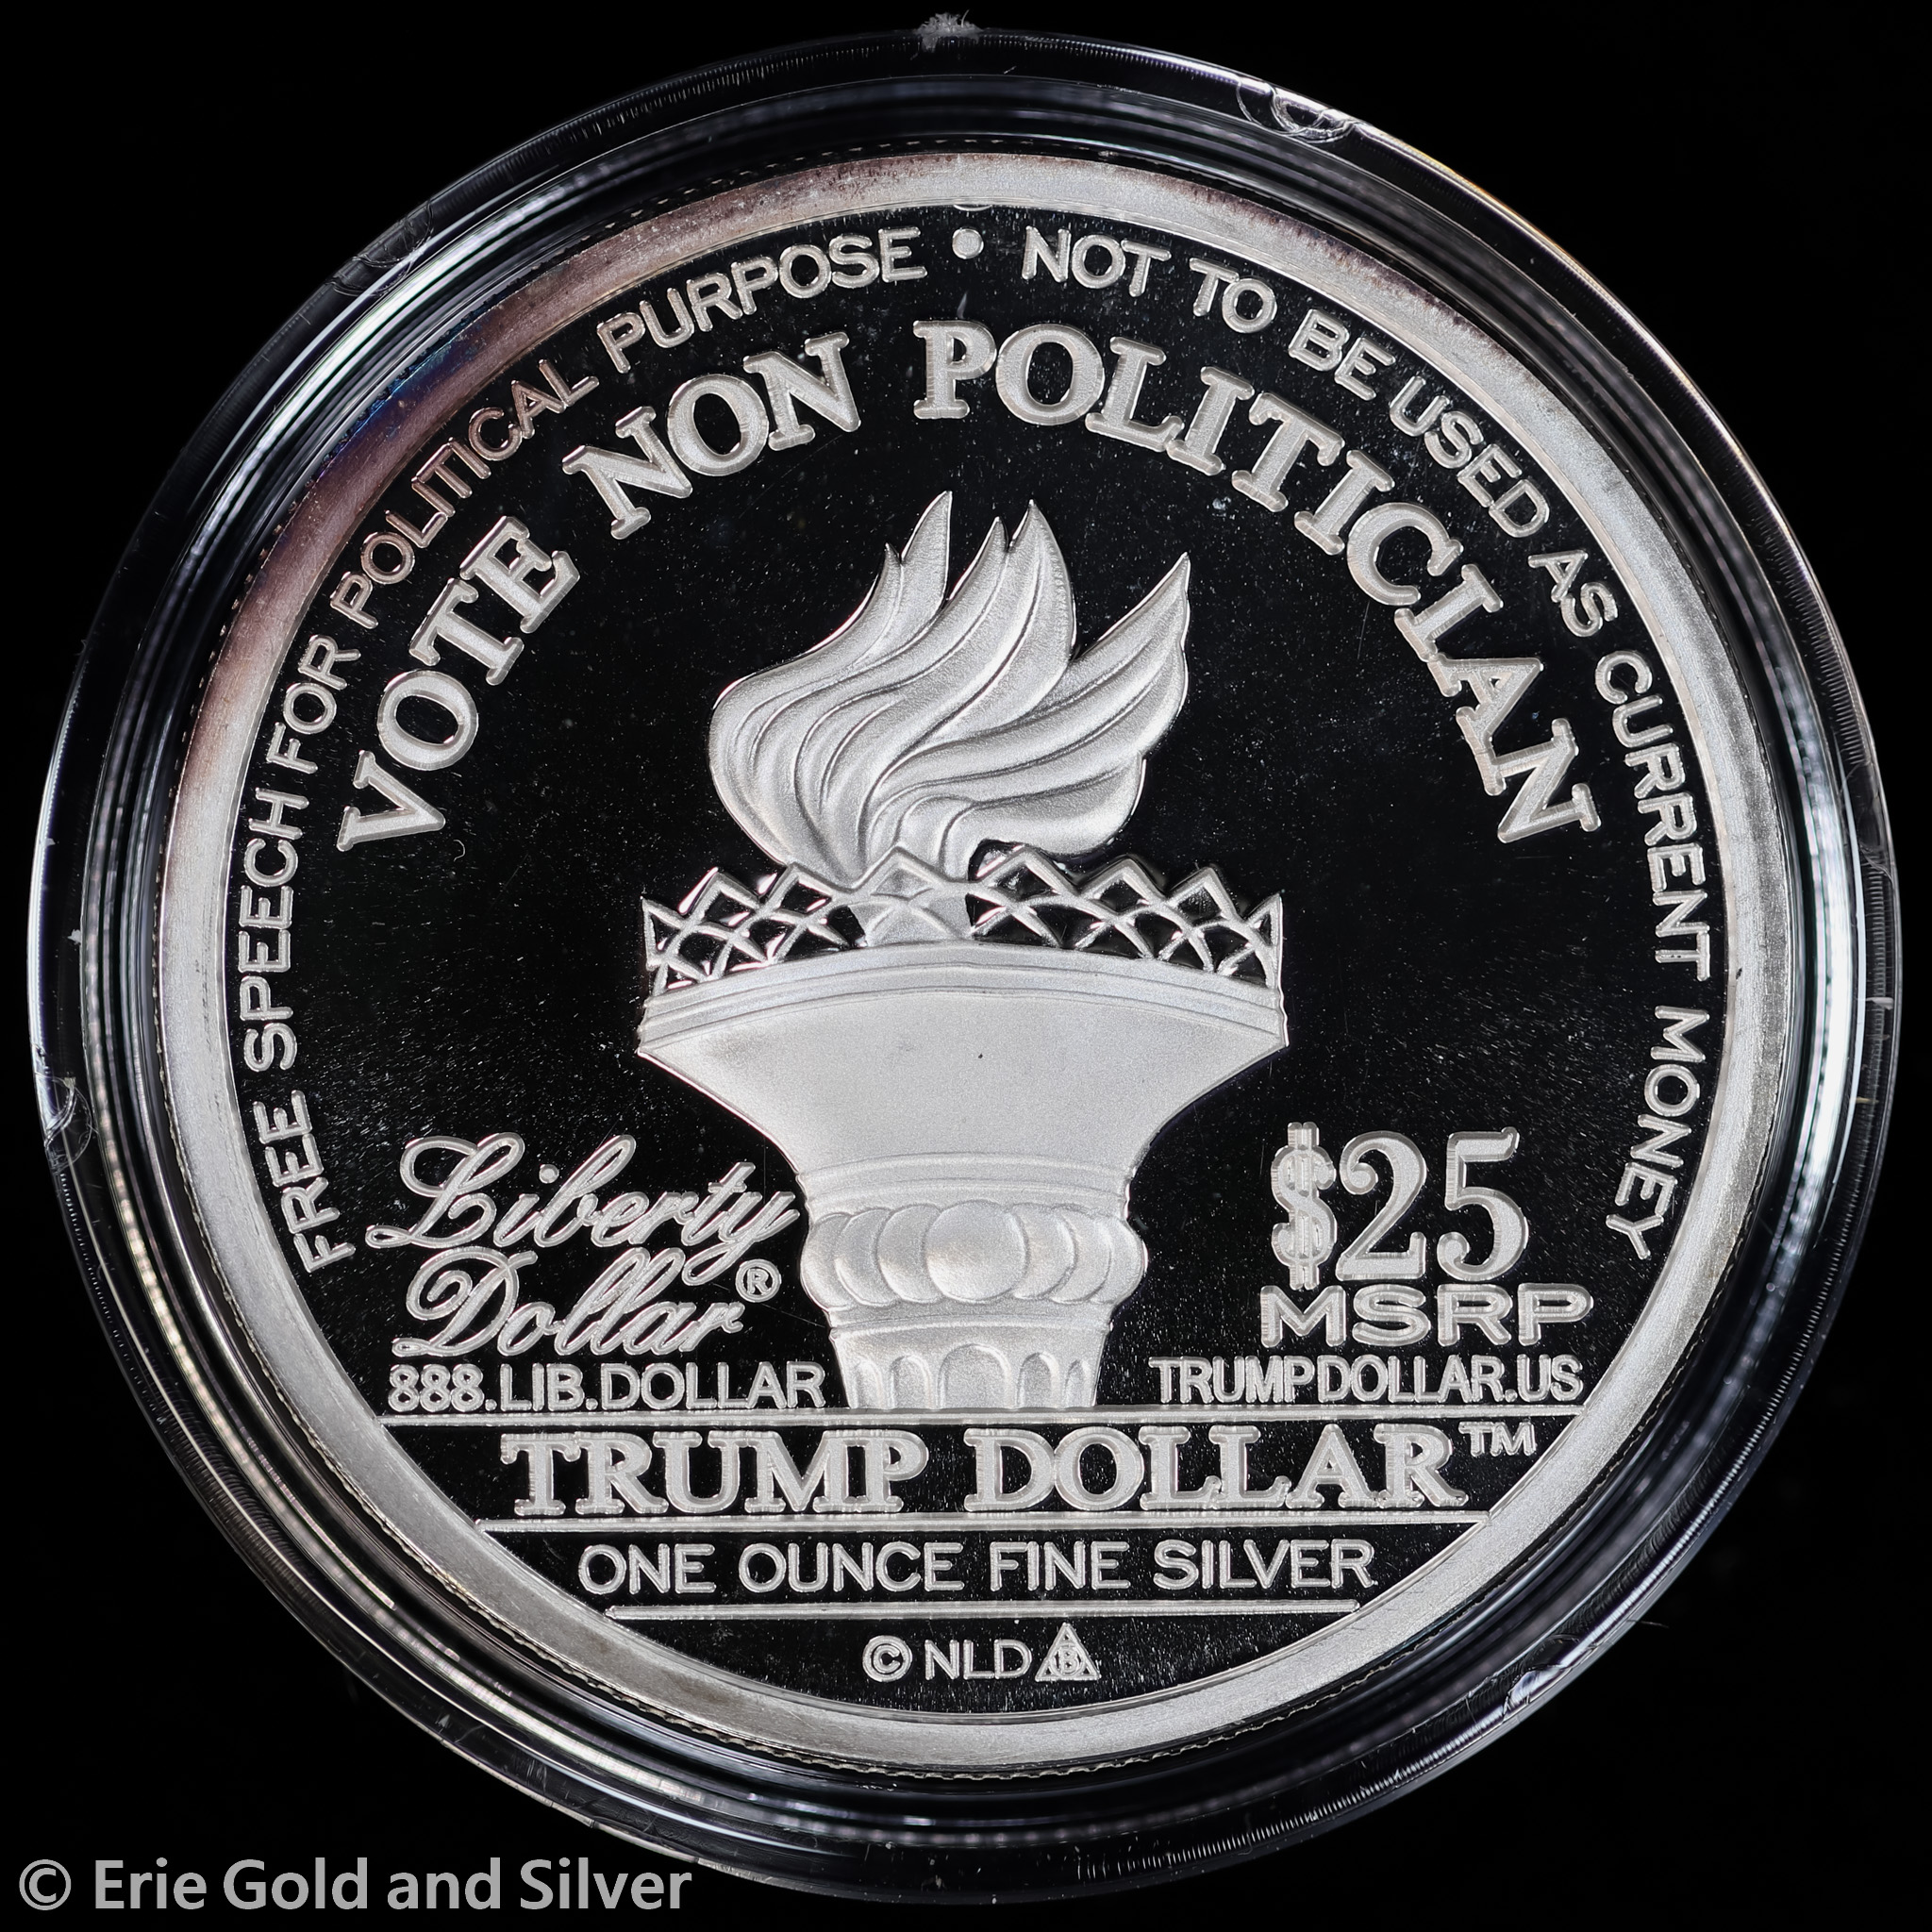 FREE SPEECH FOR POLITICAL PURPOSE • NOT TO BE USED AS CURRENT MONEY
VOTE NON POLITICIAN
Liberty
Dollar®
888.LIB.DOLLAR
$25
MSRP
TRUMPDOLLAR.US
TRUMP DOLLAR™
ONE OUNCE FINE SILVER
© NLD B
© Erie Gold and Silver